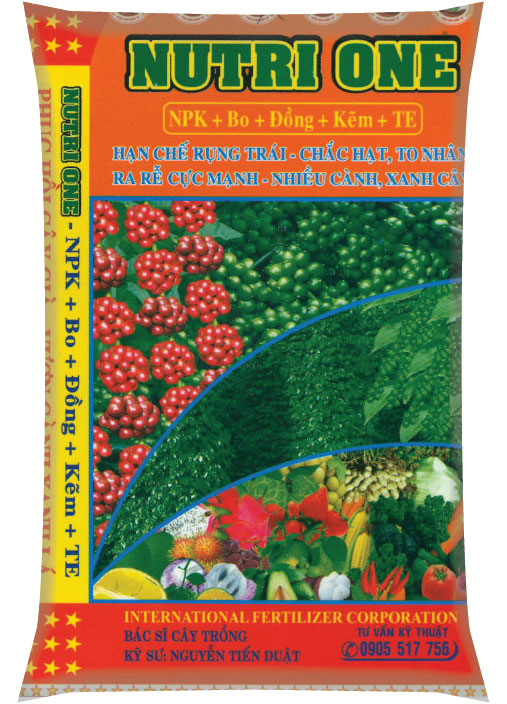 NUTRI ONE
NPK + Bo + Đồng + Kẽm + TE
HẠN CHẾ RỤNG TRÁI - CHẮC HẠT, TO NHÂN
RA RỄ CỰC MẠNH - NHIỀU CÀNH, XANH CÂY
NUTRI ONE - NPK + Bo + Đồng + Kẽm + TE
INTERNATIONAL FERTILIZER CORPORATION
BÁC SĨ CÂY TRỒNG
KỸ SƯ: NGUYỄN TIẾN DUẬT
TƯ VẤN KỸ THUẬT
0905 517 756